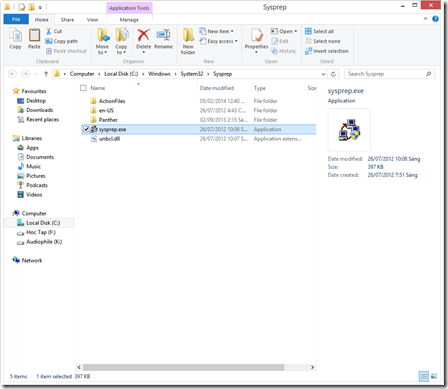 Application Tools
Sysprep
File
Home
Share
View
Manage
Copy
Paste
Cut
Copy path
Paste shortcut
Clipboard
Move to
Copy to
Delete
Rename
Organize
New folder
New item
Easy access
New
Properties
Open
Edit
History
Open
Select all
Select none
Invert selection
Select
Computer
Local Disk (C:)
Windows
System32
Sysprep
Search Sysprep
Name
Date modified
Type
Size
ActionFiles 05/02/2014 12:40 ... File folder
en-US 26/07/2012 4:43 C... File folder
Panther 02/09/2013 2:15 Sá... File folder
sysprep.exe 26/07/2012 10:08 S... Application
unbcl.dll 26/07/2012 10:07 S... Application extens...
Favourites
Desktop
Downloads
Recent places
Libraries
Apps
Documents
Music
Pictures
Podcasts
Videos
Computer
Local Disk (C:)
Hoc Tap (F:)
Audiophile (K:)
Network
sysprep.exe
Application
Date modified: 26/07/2012 10:08 Sáng
Size: 397 KB
Date created: 26/07/2012 7:51 Sáng
5 items
1 item selected 397 KB